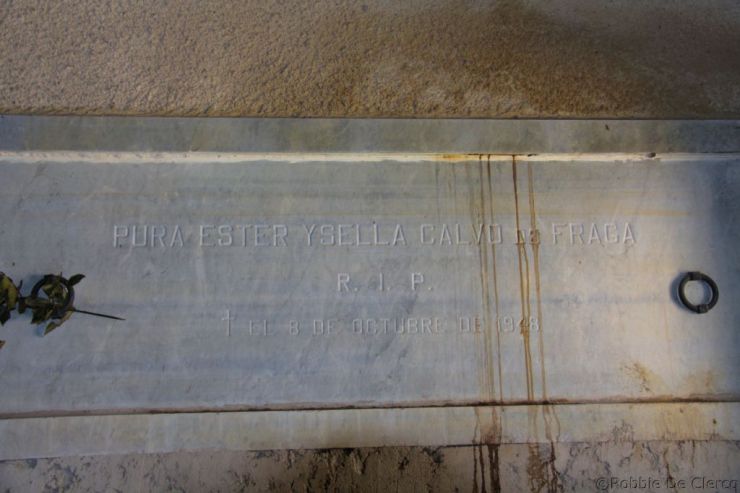 PURA ESTER YSELLA CALVO DE FRAGA
R. I. P.
† EL 8 DE OCTUBRE DE 1948
©Robbie De Clercq